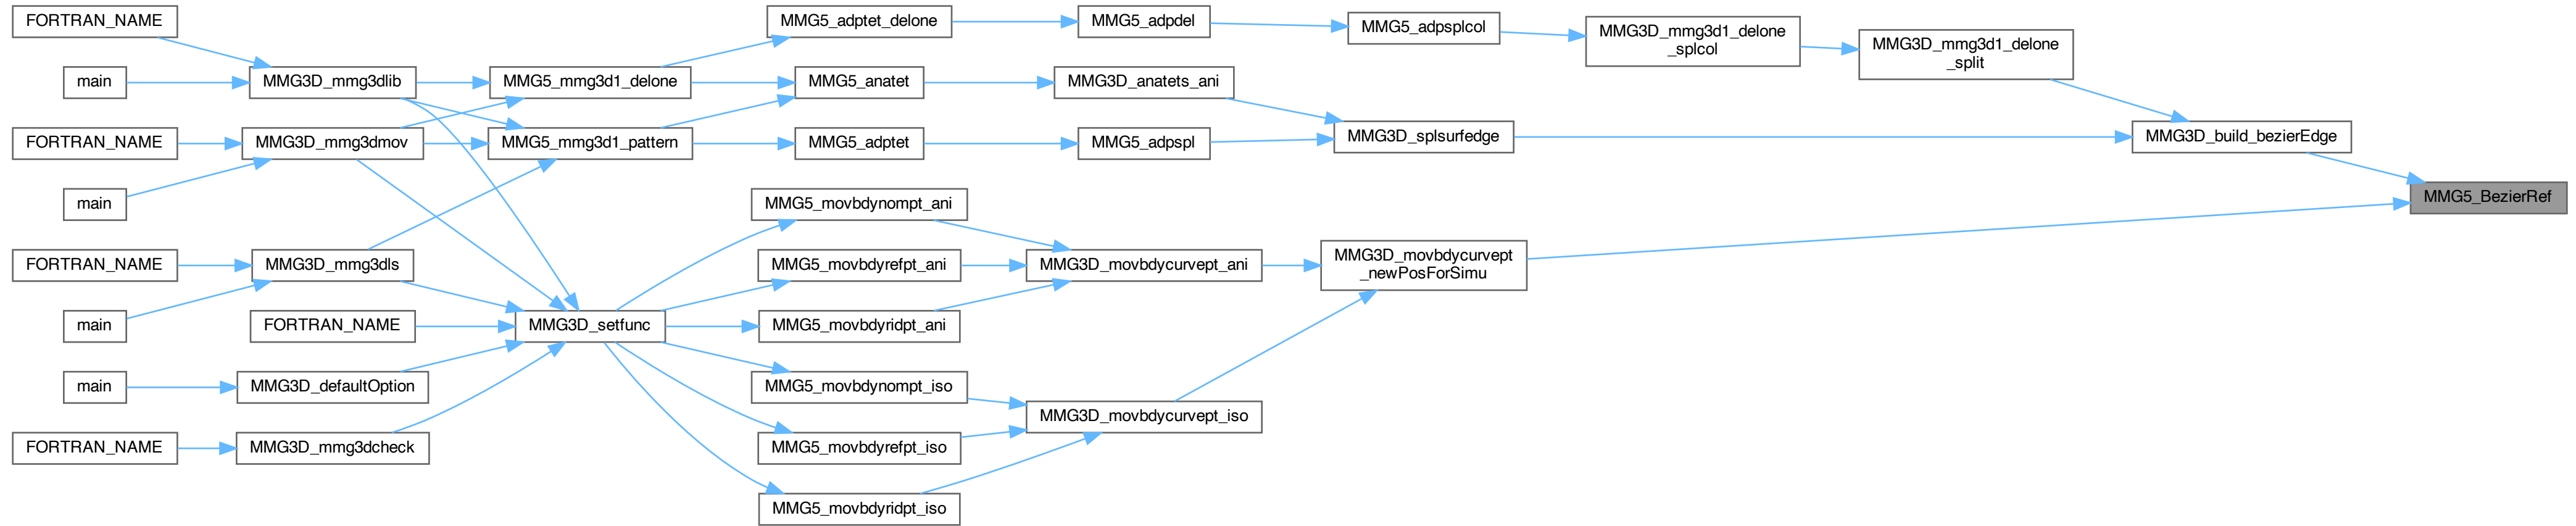 FORTRAN_NAME
main
FORTRAN_NAME
main
FORTRAN_NAME
main
FORTRAN_NAME
main
FORTRAN_NAME
MMG3D_mmg3dlib
MMG3D_mmg3dmov
MMG3D_mmg3dls
MMG3D_defaultOption
MMG3D_mmg3dcheck
MMG5_mmg3d1_delone
MMG5_mmg3d1_pattern
MMG3D_setfunc
MMG5_adptet_delone
MMG5_anatet
MMG5_adptet
MMG5_movbdynompt_ani
MMG5_movbdyrefpt_ani
MMG5_movbdyridpt_ani
MMG5_movbdynompt_iso
MMG5_movbdyrefpt_iso
MMG5_movbdyridpt_iso
MMG5_adpdel
MMG3D_anatets_ani
MMG5_adpspl
MMG3D_movbdycurvept_ani
MMG3D_movbdycurvept_iso
MMG5_adpsplcol
MMG3D_splsurfedge
MMG3D_movbdycurvept
_newPosForSimu
MMG3D_mmg3d1_delone
_splcol
MMG3D_mmg3d1_delone
_split
MMG3D_build_bezierEdge
MMG5_BezierRef